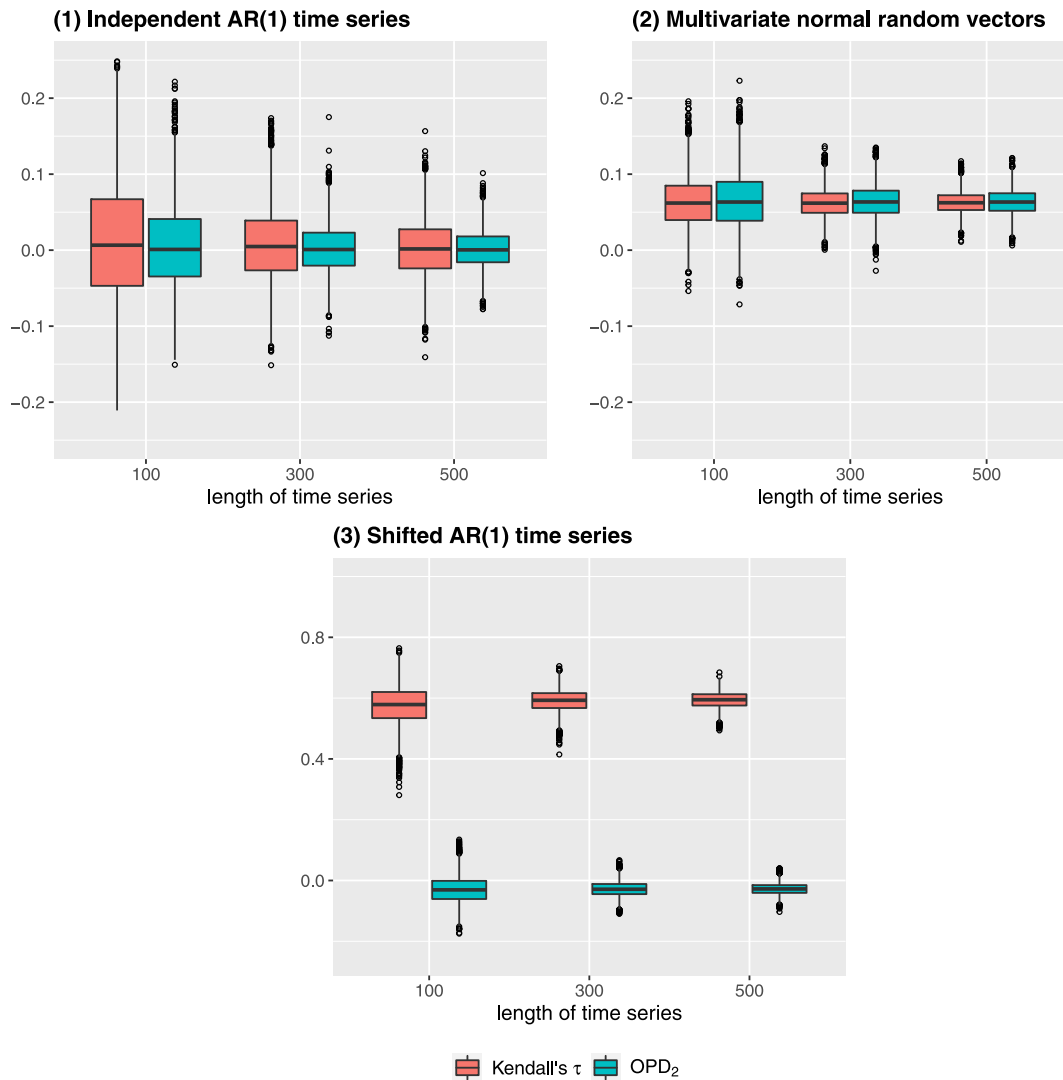 (1) Independent AR(1) time series
0.2
0.1
0.0
−0.1
−0.2
100 300 500
length of time series
(2) Multivariate normal random vectors
0.2
0.1
0.0
−0.1
−0.2
100 300 500
length of time series
(3) Shifted AR(1) time series
0.8
0.4
0.0
100 300 500
length of time series
Kendall's τ OPD₂